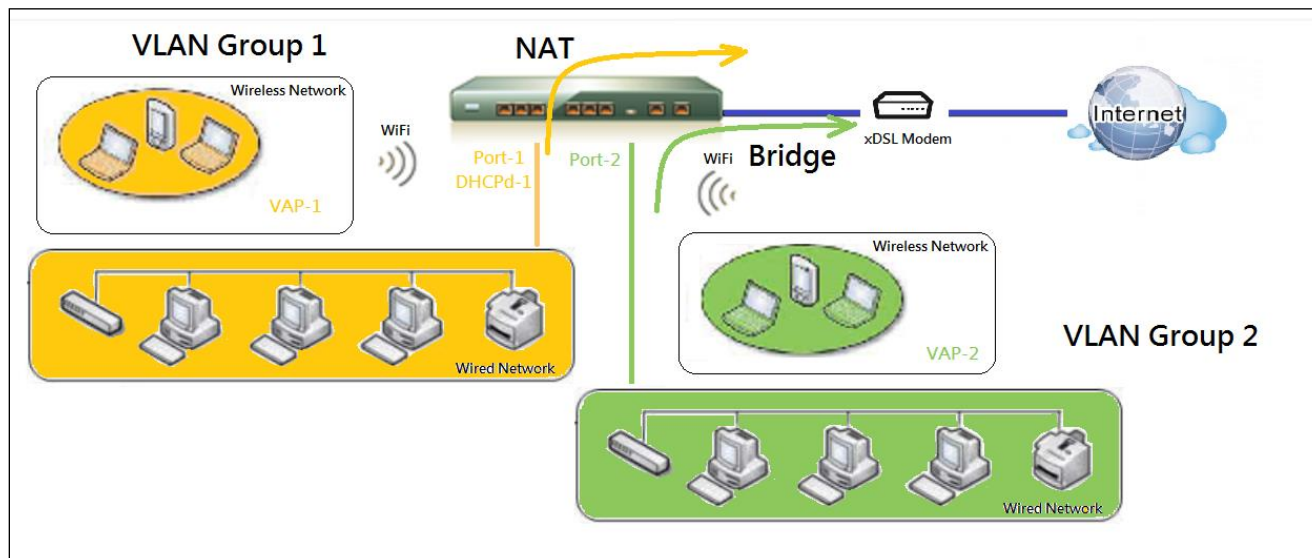 VLAN Group 1
NAT
Wireless Network
WiFi
VAP-1
Port-1
DHCPd-1
Port-2
WiFi
Bridge
xDSL Modem
Internet
Wired Network
Wireless Network
VAP-2
VLAN Group 2
Wired Network